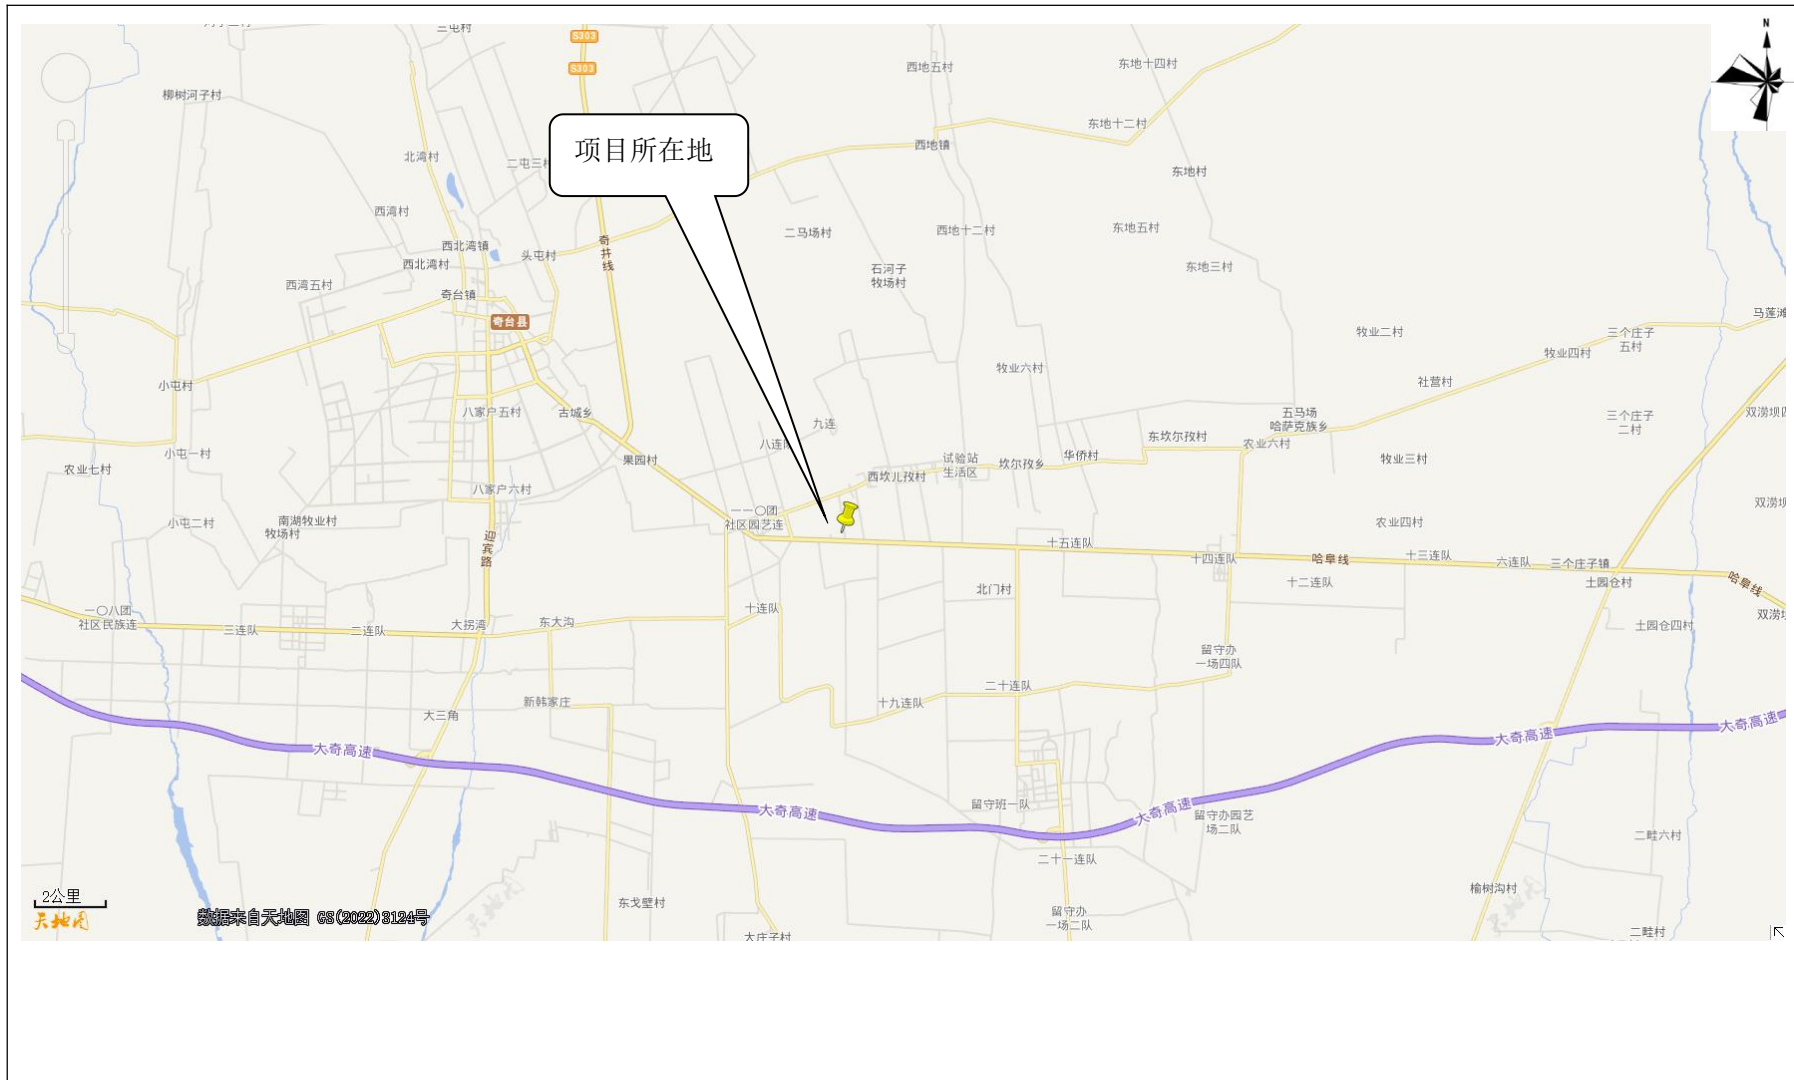 三屯村
S303
N
S303
西地五村
东地十四村
柳树河子村
东地十二村
项目所在地
西地镇
北湾村
二屯三村
东地村
西湾村
二马场村
西地十二村
东地五村
西北湾镇
奇井线
头屯村
西北湾村
石河子
牧场村
东地三村
西湾五村
奇台镇
奇台县
马莲滩
牧业二村
三个庄子
五村
牧业四村
牧业六村
小屯村
社营村
八家户五村
古城乡
九连
五马场
哈萨克族乡
三个庄子
二村
双涝坝四
八连队
东坎尔孜村
农业六村
小屯一村
果园村
试验站
生活区
坎尔孜乡
华侨村
牧业三村
农业七村
西坎儿孜村
八家户六村
双涝坝
一一〇团
社区园艺连
小屯二村
南湖牧业村
牧场村
农业四村
迎宾路
十五连队
十四连队
哈阜线
十三连队
六连队
三个庄子镇
土园仓村
哈阜线
北门村
十二连队
一〇八团
社区民族连
十连队
双涝坝
三连队
二连队
大拐湾
东大沟
土园仓四村
留守办
一场四队
二十连队
新韩家庄
十九连队
大三角
大奇高速
大奇高速
大奇高速
大奇高速
大奇高速
留守班一队
留守办园艺
场二队
二畦六村
二十一连队
2公里
天地图
数据来自天地图 GS(2022)3124号
东戈壁村
榆树沟村
留守办
一场二队
大庄子村
二畦村